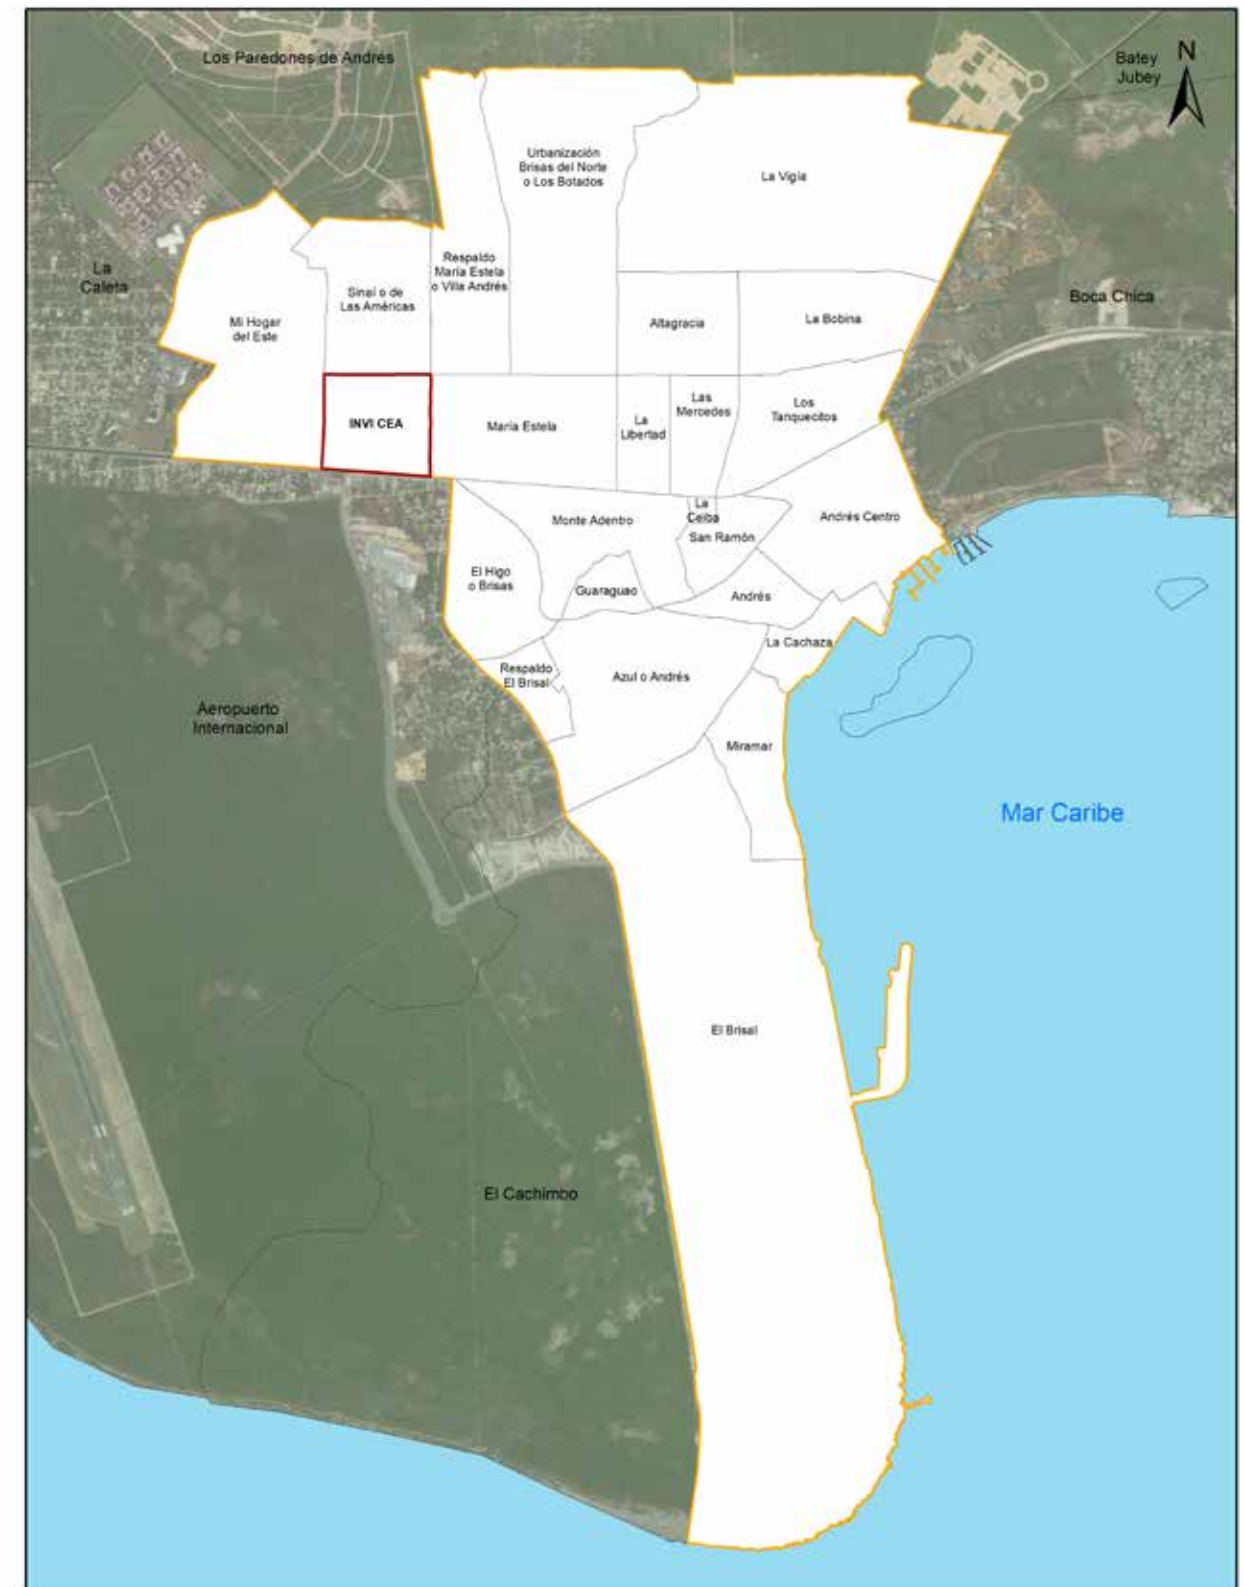 Los Paredones de Andrés
Batey
Jubey
N
Urbanización
Brisas del Norte
o Los Botados
La Vigía
Respaldo
María Estela
o Villa Andrés
La
Caleta
Sinaí o de
Las Américas
Boca Chica
Mi Hogar
del Este
Altagracia
La Bobina
INVI CEA
María Estela
La
Libertad
Las
Mercedes
Los
Tanquecitos
La
Ceiba
Monte Adentro
San Ramón
Andrés Centro
El Higo
o Brisas
Guaraguao
Andrés
La Cachaza
Respaldo
El Brisal
Azul o Andrés
Aeropuerto
Internacional
Miramar
Mar Caribe
El Brisal
El Cachimbo